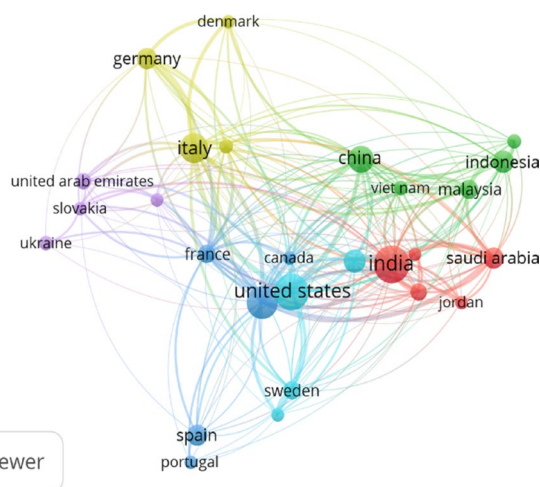 denmark
germany
italy
china
indonesia
united arab emirates
viet nam
malaysia
slovakia
ukraine
france
canada
india
saudi arabia
united states
jordan
sweden
spain
ewer
portugal